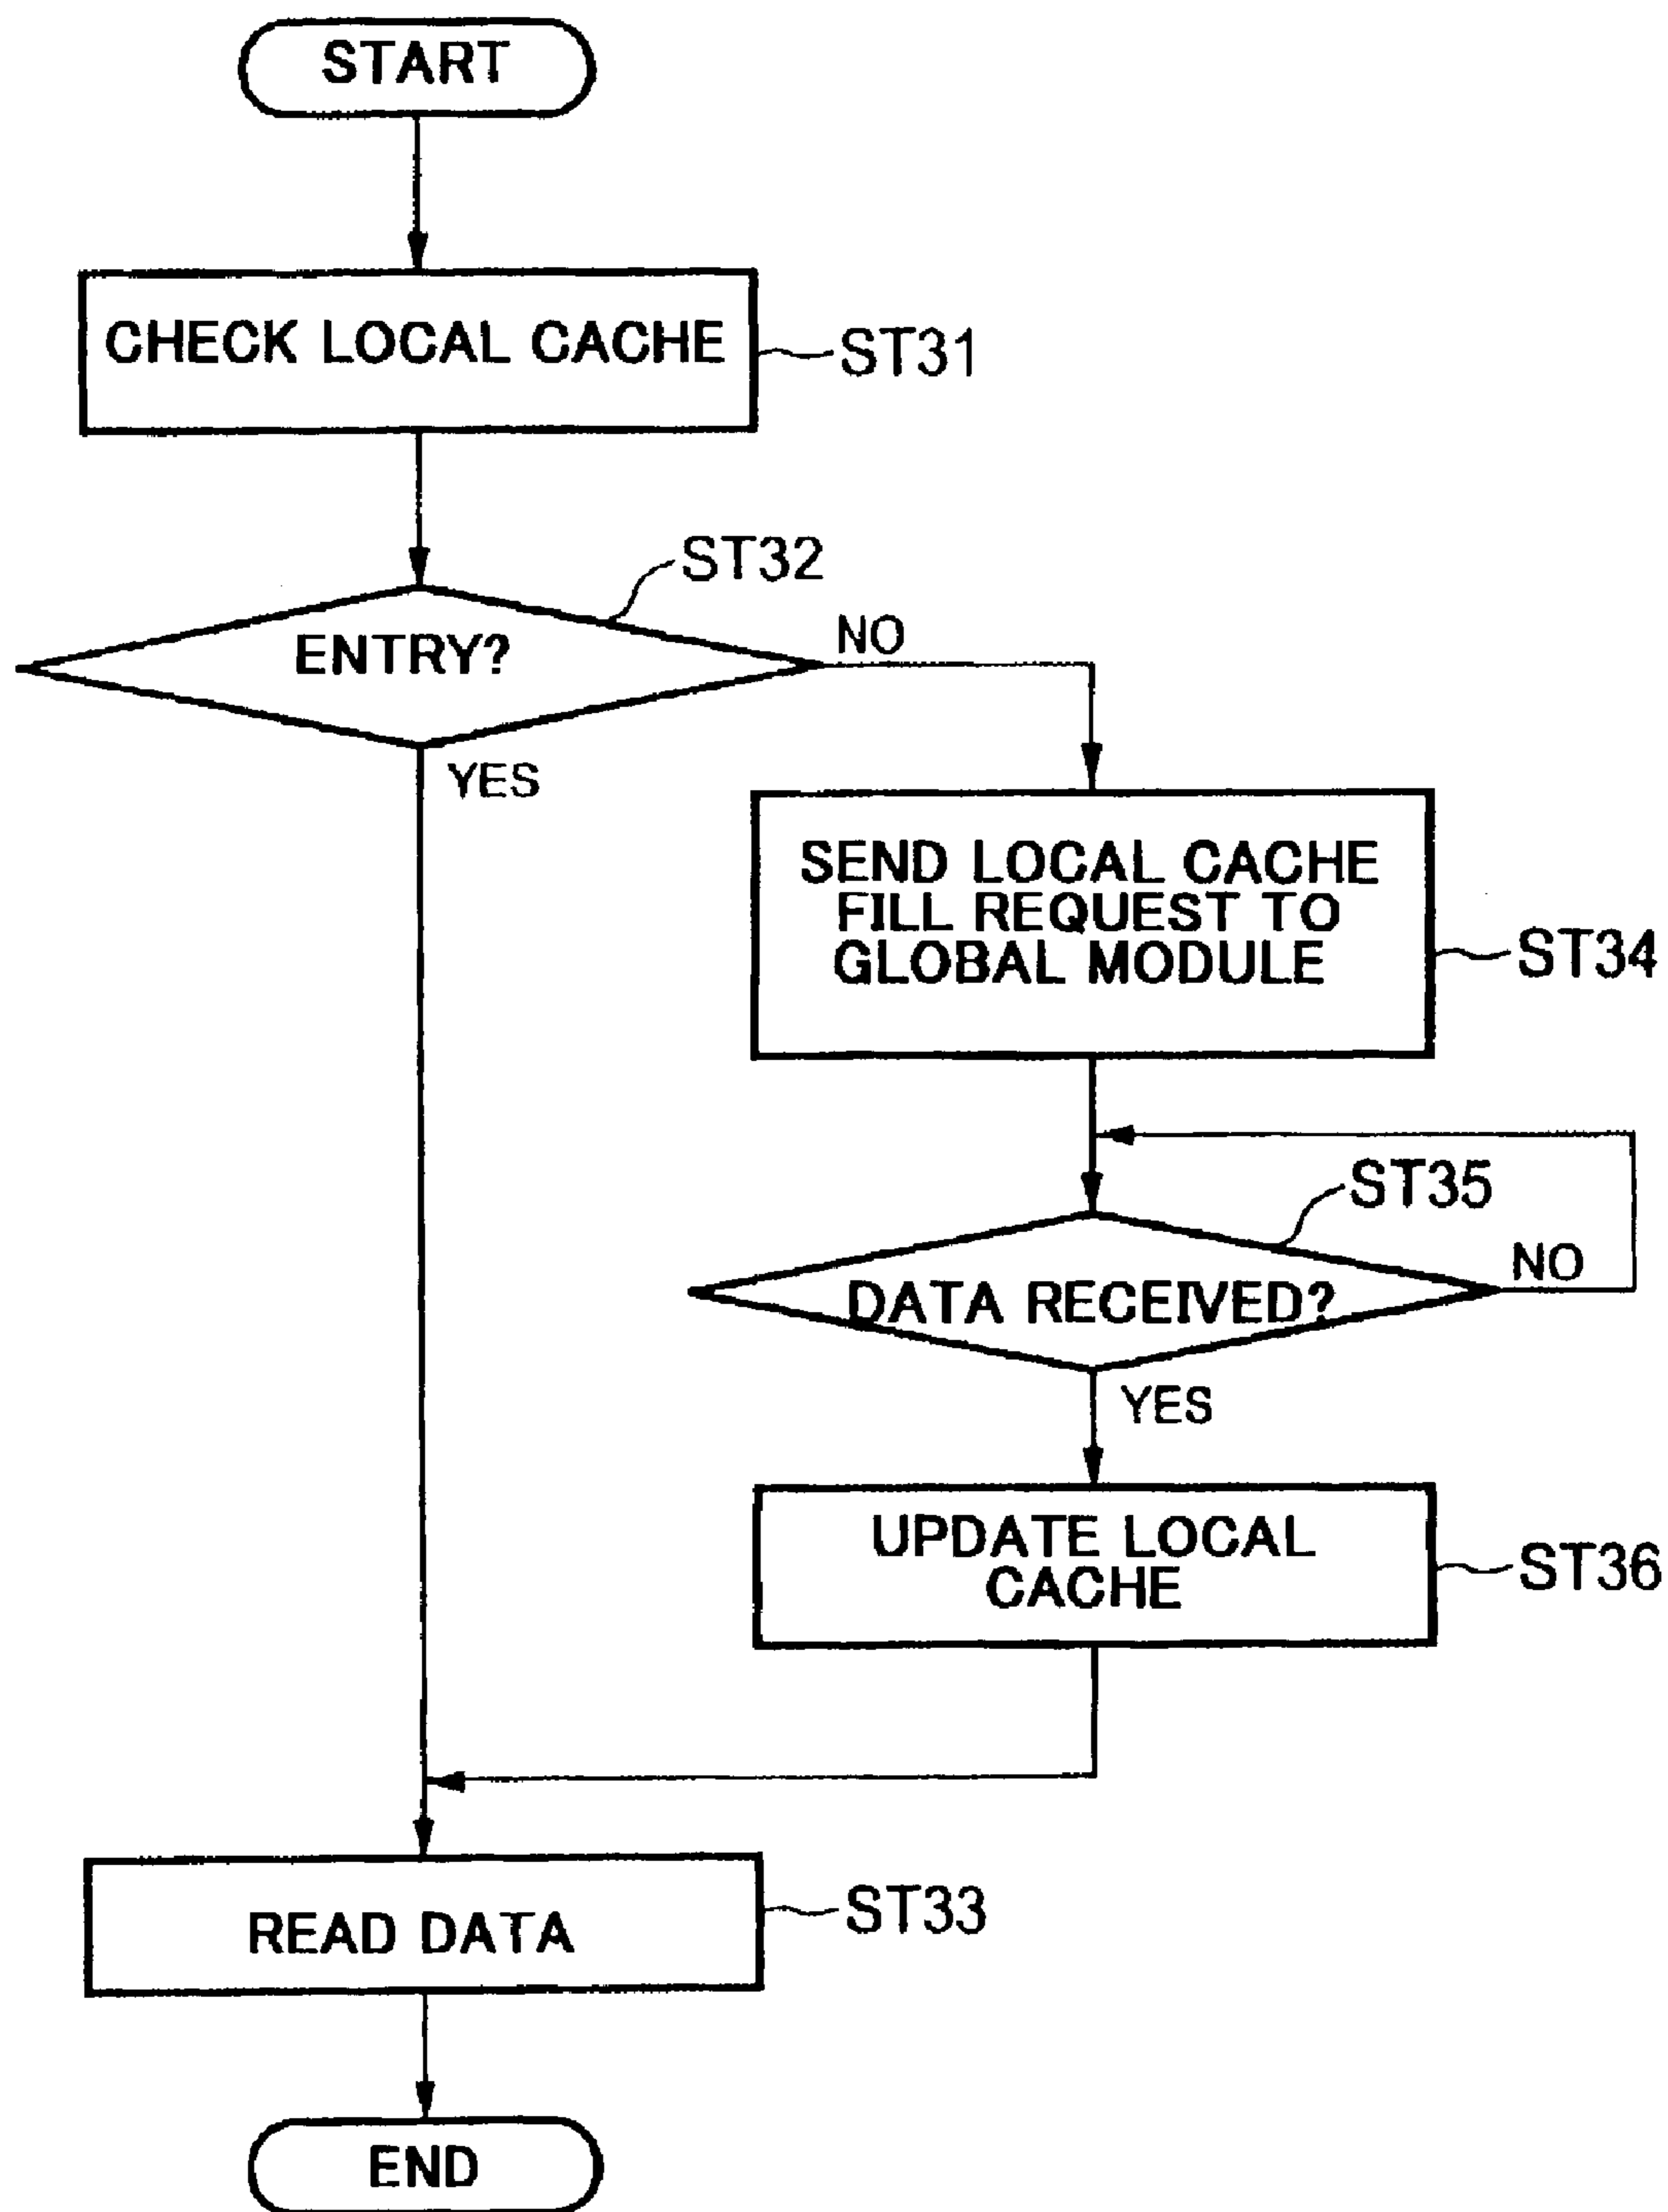 START
CHECK LOCAL CACHE
ST31
ST32
ENTRY?
NO
YES
SEND LOCAL CACHE
FILL REQUEST TO
GLOBAL MODULE
ST34
ST35
DATA RECEIVED?
NO
YES
UPDATE LOCAL
CACHE
ST36
READ DATA
ST33
END